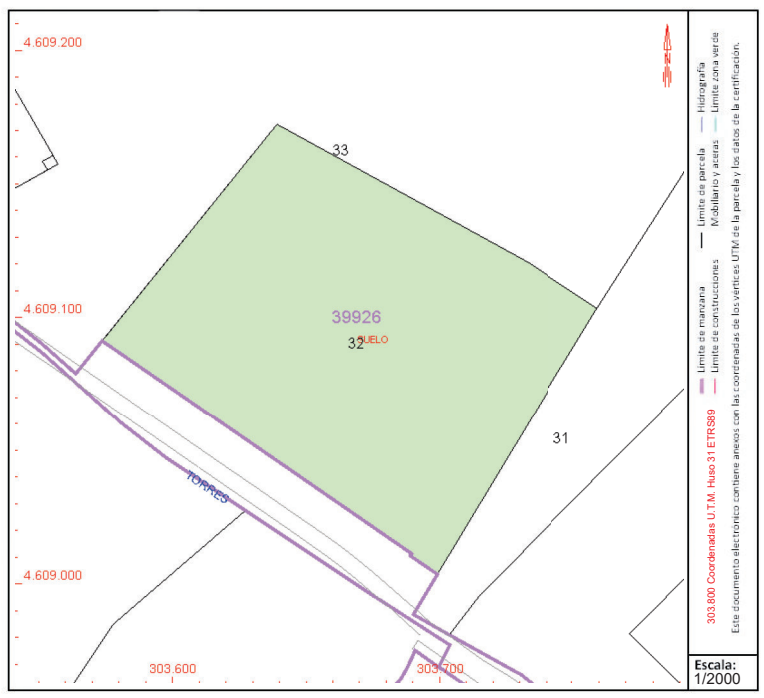 4.609.200
N
33
4.609.100
39926
32
SUELO
31
TORRES
4.609.000
303.600
303.700
303.800 Coordenadas U.T.M. Huso 31 ETRS89
Límite de manzana
Límite de parcela
Hidrografía
Límite de construcciones
Mobiliario y aceras
Límite zona verde
Este documento electrónico contiene anexos con las coordenadas de los vértices UTM de la parcela y los datos de la certificación.
Escala:
1/2000